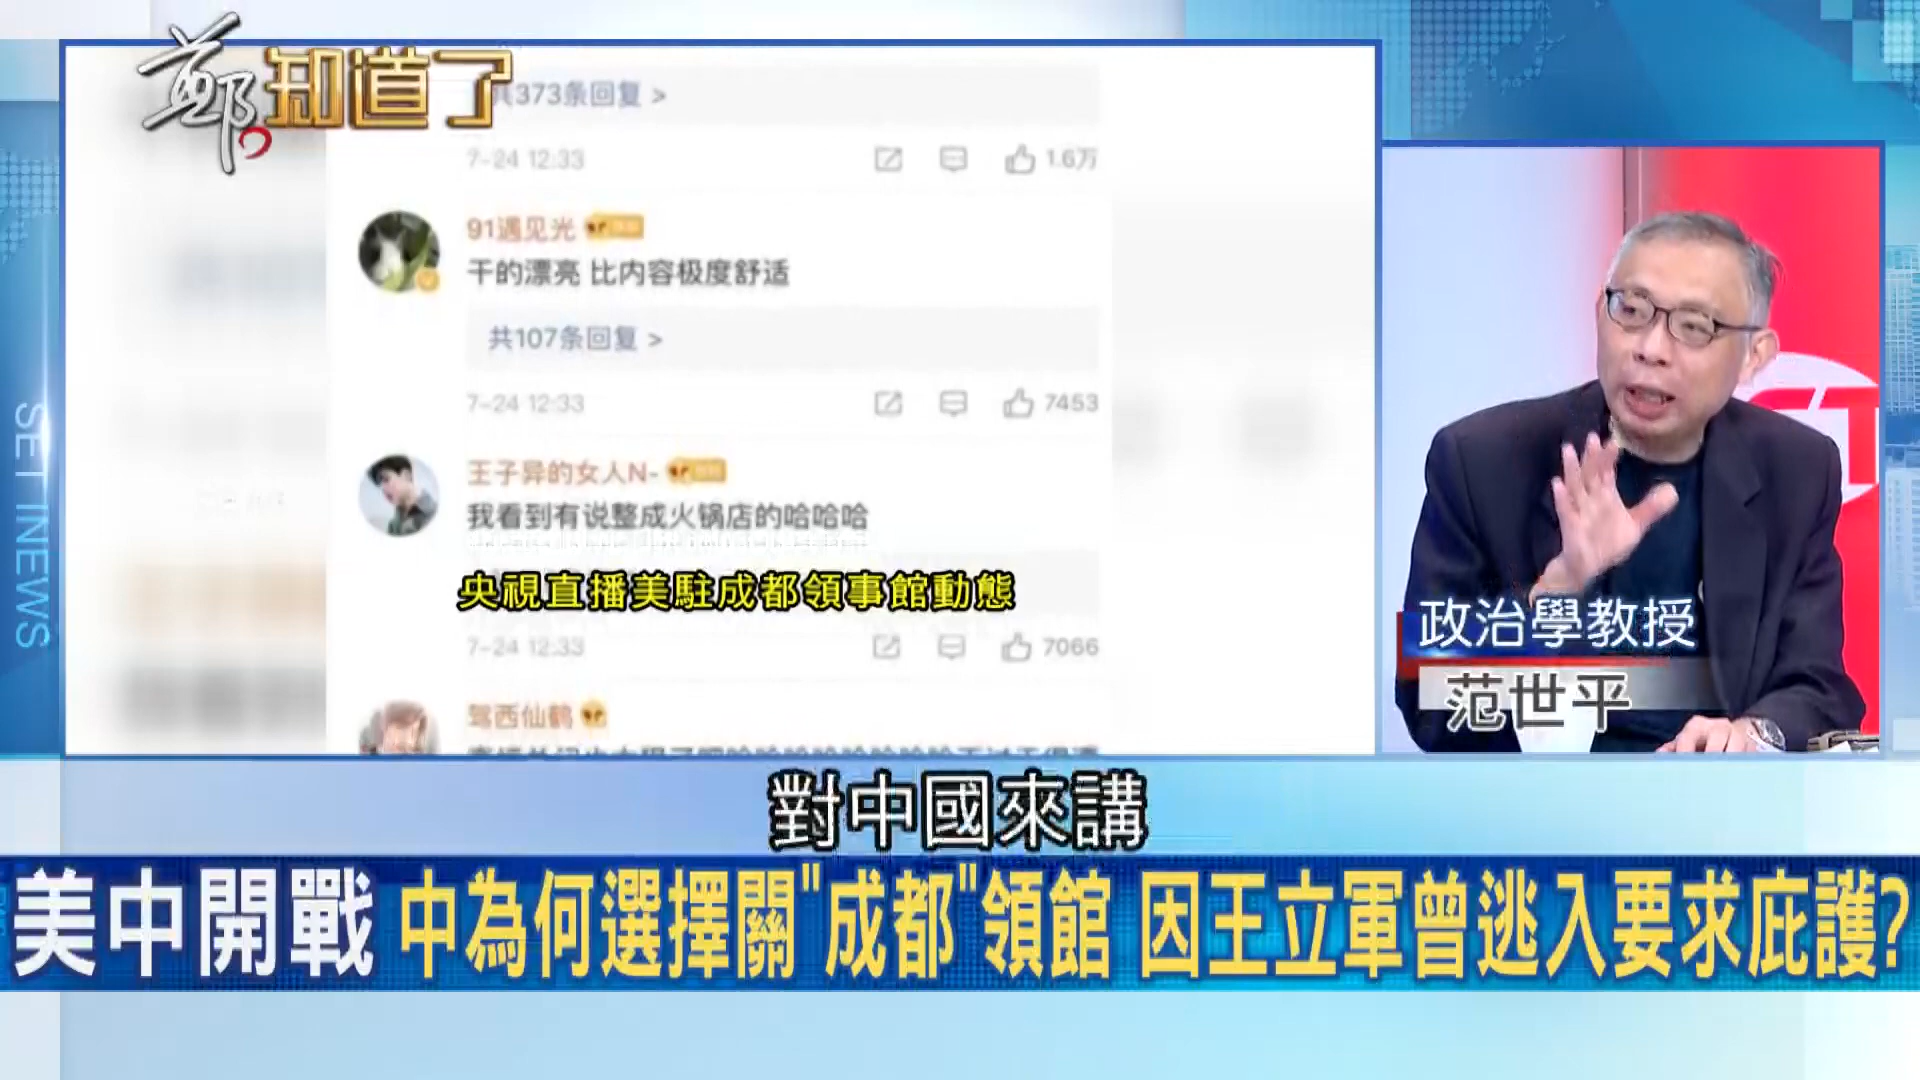 鄭知道了
共373条回复 >
7-24 12:33
1.6万
91遇见光
干的漂亮 比内容极度舒适
共107条回复 >
7-24 12:33
7453
王子异的女人N-
我看到有说整成火锅店的哈哈哈
央視直播美駐成都領事館動態
7-24 12:33
7066
驾西仙鹤
SET iNEWS
政治學教授
范世平
對中國來講
美中開戰 中為何選擇關"成都"領館 因王立軍曾逃入要求庇護?